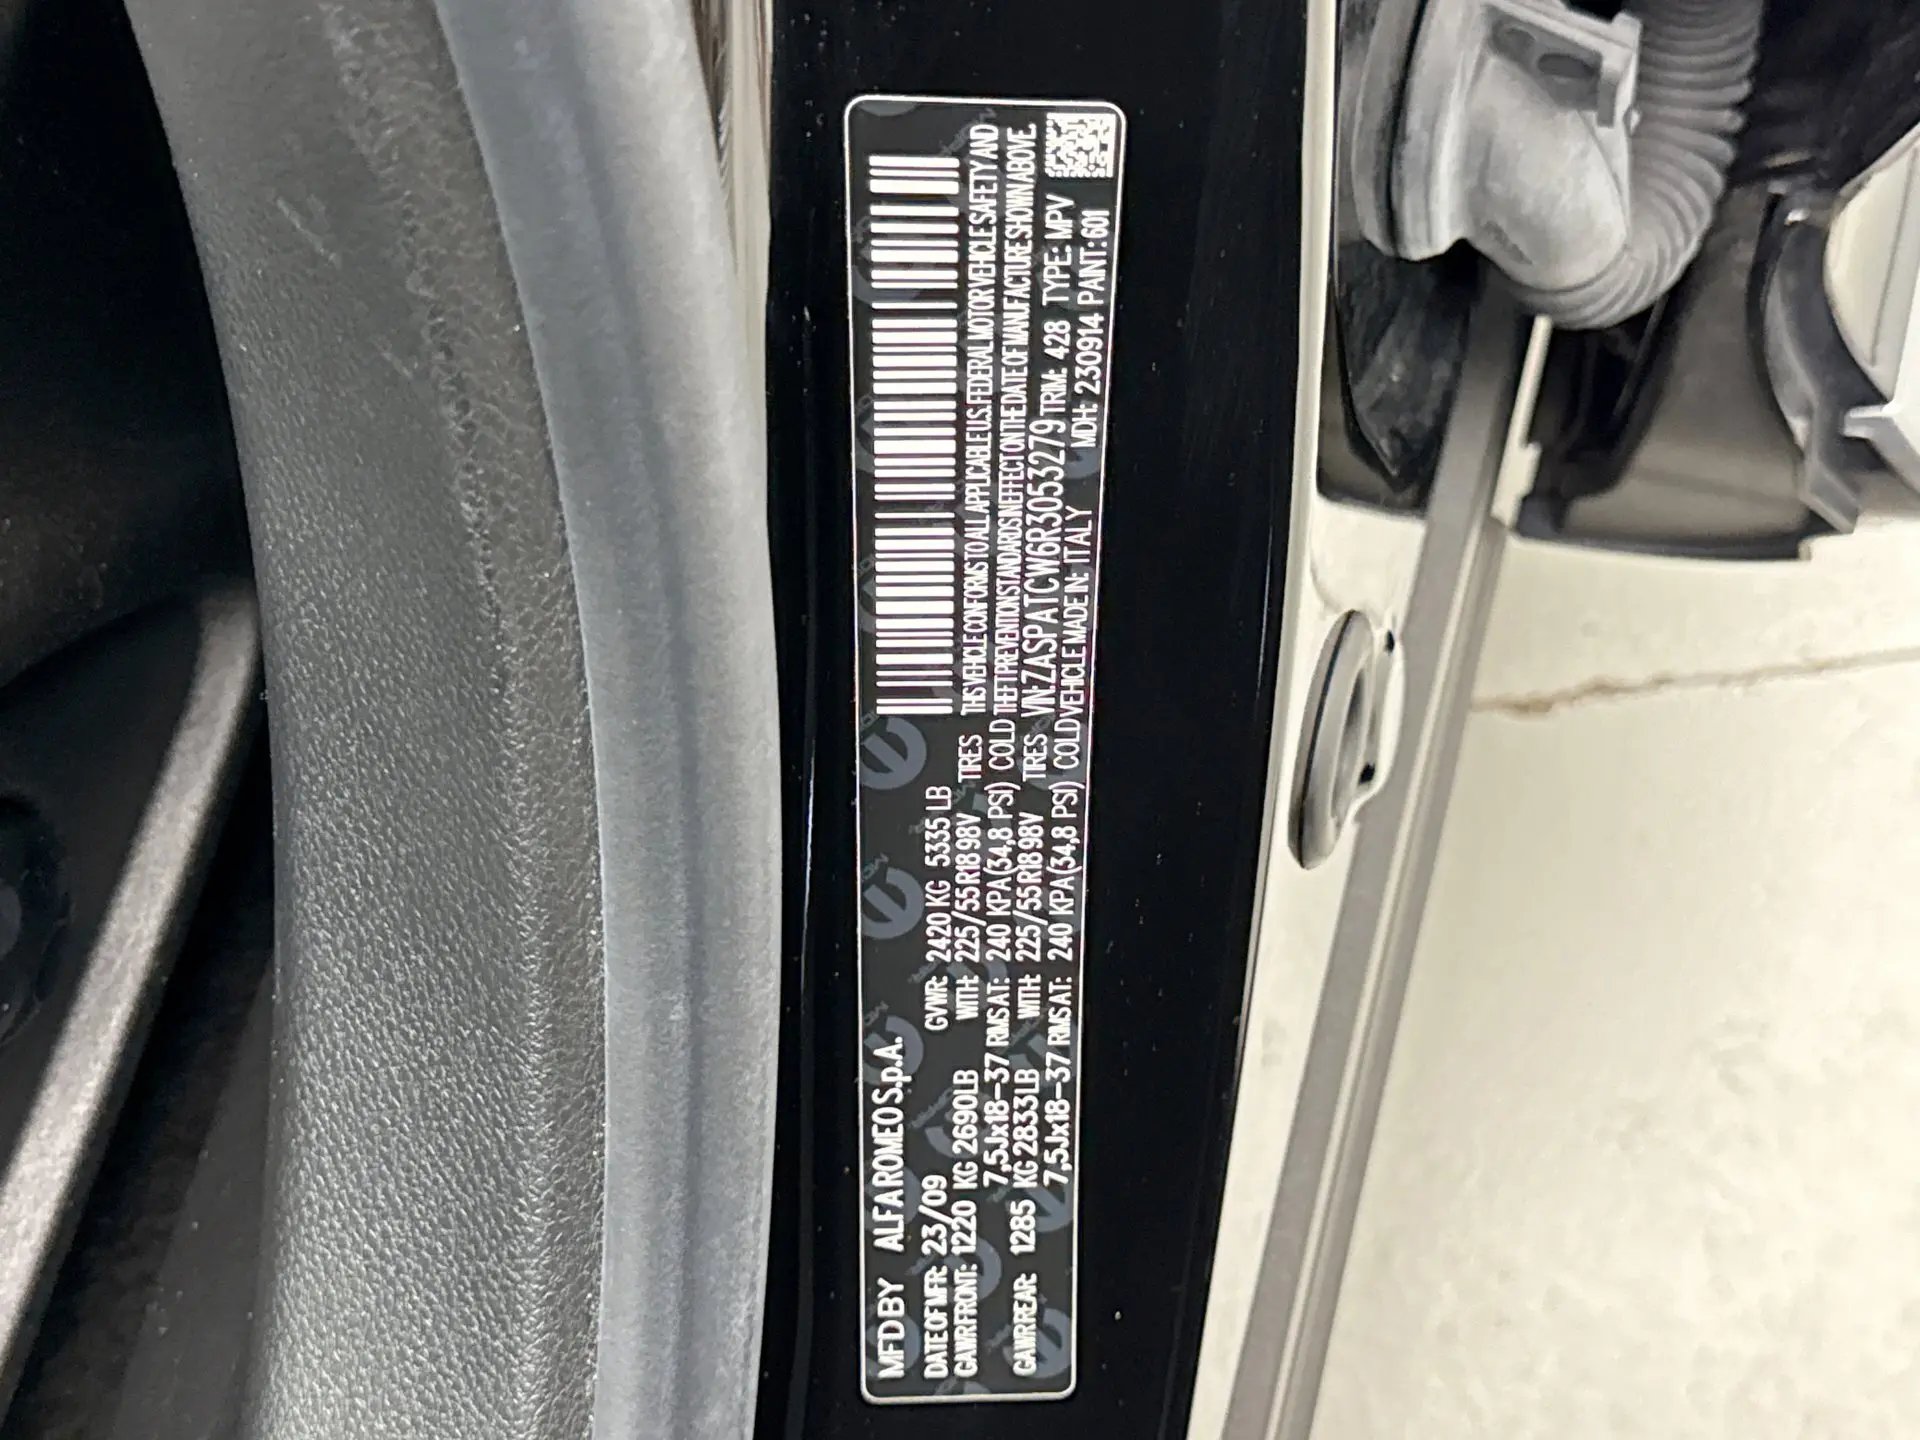 MFD BY ALFA ROMEO S.p.A.
DATE OF MFR: 23/09 GVWR: 2420 KG 5335 LB
GAWR FRONT: 1220 KG 2690LB WITH: 225/55R18 98V TIRES
7,5Jx18-37 RIMS AT: 240 KPA(34,8 PSI) COLD
GAWR REAR: 1285 KG 2833LB WITH: 225/55R18 98V TIRES
7,5Jx18-37 RIMS AT: 240 KPA(34,8 PSI) COLD
THIS VEHICLE CONFORMS TO ALL APPLICABLE U.S. FEDERAL MOTOR VEHICLE SAFETY AND
THEFT PREVENTION STANDARDS IN EFFECT ON THE DATE OF MANUFACTURE SHOWN ABOVE.
VIN: ZASPATCW6R3053279 TRIM: 428 TYPE: MPV
VEHICLE MADE IN: ITALY MDH: 230914 PAINT: 601